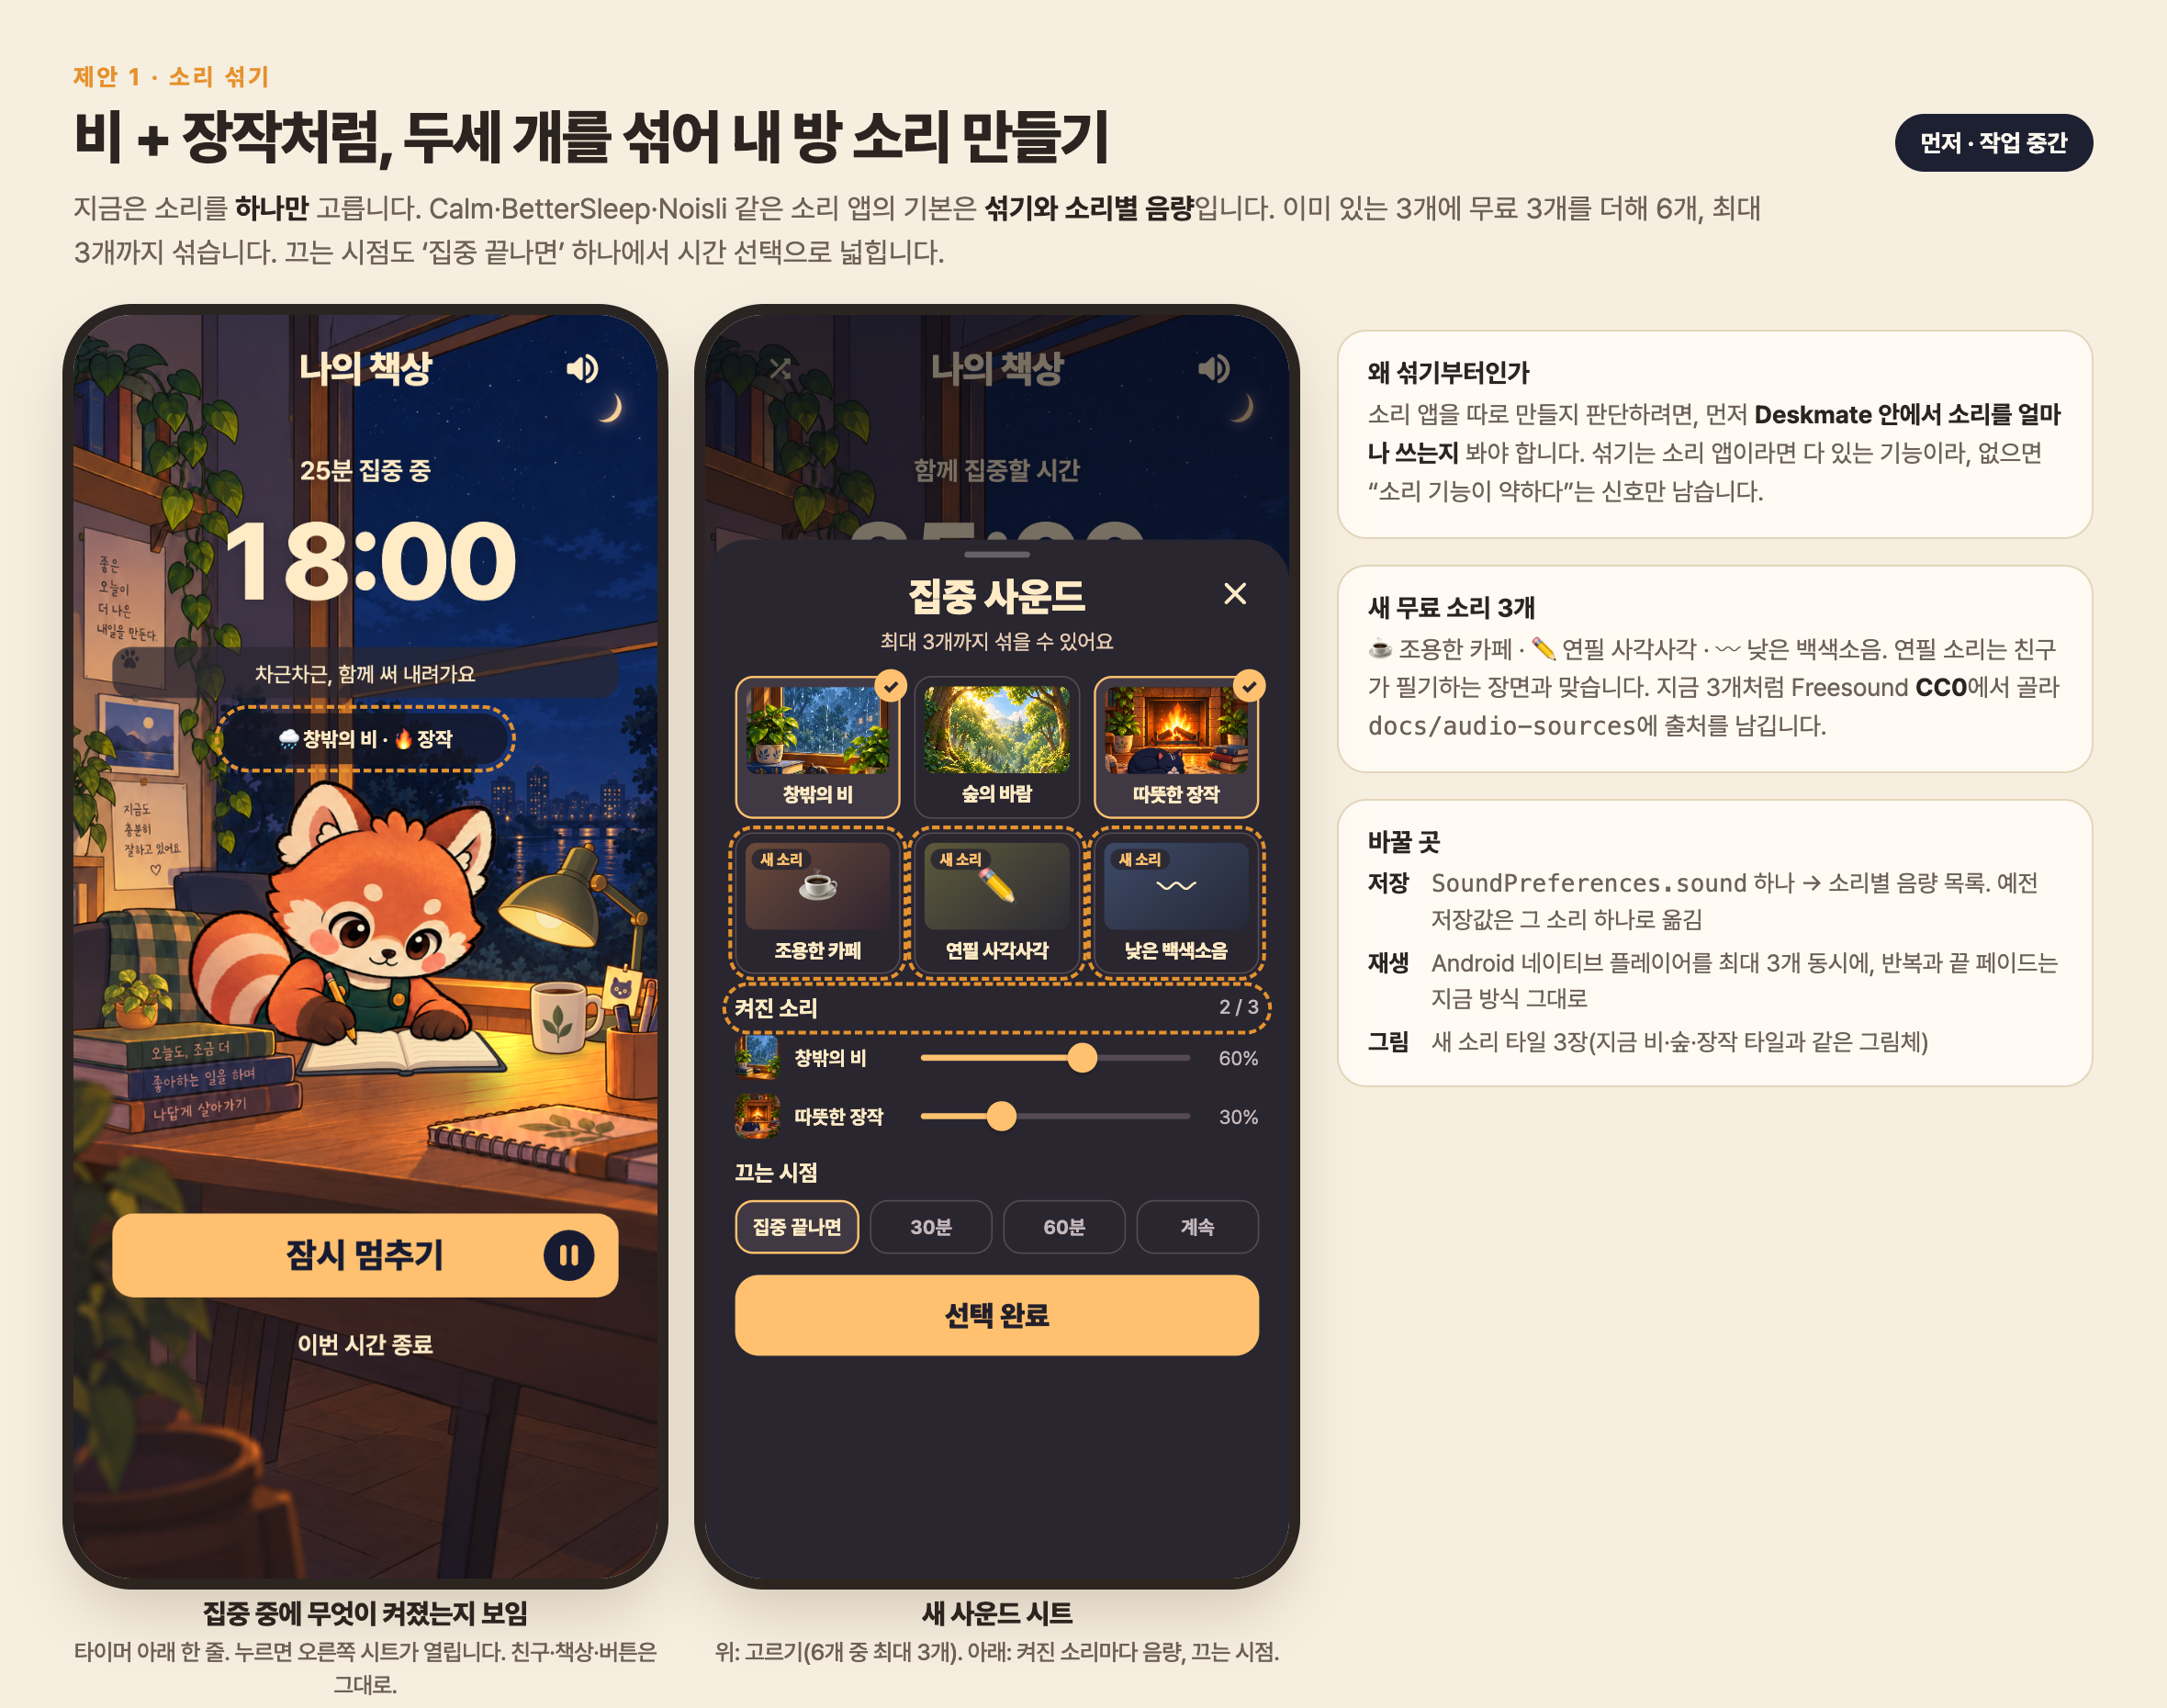 제안 1 · 소리 섞기
비 + 장작처럼, 두세 개를 섞어 내 방 소리 만들기
먼저 · 작업 중간
지금은 소리를 하나만 고릅니다. Calm·BetterSleep·Noisli 같은 소리 앱의 기본은 섞기와 소리별 음량입니다. 이미 있는 3개에 무료 3개를 더해 6개, 최대
3개까지 섞습니다. 끄는 시점도 ‘집중 끝나면’ 하나에서 시간 선택으로 넓힙니다.
나의 책상
25분 집중 중
18:00
좋은
오늘이
더 나은
내일을 만든다.
차근차근, 함께 써 내려가요
🌧️ 창밖의 비 · 🔥 장작
지금도
충분히
잘하고 있어요
♡
오늘도, 조금 더
좋아하는 일을 하며
나답게 살아가기
잠시 멈추기
이번 시간 종료
집중 중에 무엇이 켜졌는지 보임
타이머 아래 한 줄. 누르면 오른쪽 시트가 열립니다. 친구·책상·버튼은
그대로.
나의 책상
함께 집중할 시간
25:00
집중 사운드
최대 3개까지 섞을 수 있어요
창밖의 비
숲의 바람
따뜻한 장작
새 소리
새 소리
새 소리
조용한 카페
연필 사각사각
낮은 백색소음
켜진 소리
2 / 3
창밖의 비
60%
따뜻한 장작
30%
끄는 시점
집중 끝나면
30분
60분
계속
선택 완료
새 사운드 시트
위: 고르기(6개 중 최대 3개). 아래: 켜진 소리마다 음량, 끄는 시점.
왜 섞기부터인가
소리 앱을 따로 만들지 판단하려면, 먼저 Deskmate 안에서 소리를 얼마
나 쓰는지 봐야 합니다. 섞기는 소리 앱이라면 다 있는 기능이라, 없으면
“소리 기능이 약하다”는 신호만 남습니다.
새 무료 소리 3개
☕ 조용한 카페 · ✏️ 연필 사각사각 · 〰 낮은 백색소음. 연필 소리는 친구
가 필기하는 장면과 맞습니다. 지금 3개처럼 Freesound CC0에서 골라
docs/audio-sources에 출처를 남깁니다.
바꿀 곳
저장 SoundPreferences.sound 하나 → 소리별 음량 목록. 예전
저장값은 그 소리 하나로 옮김
재생 Android 네이티브 플레이어를 최대 3개 동시에, 반복과 끝 페이드는
지금 방식 그대로
그림 새 소리 타일 3장(지금 비·숲·장작 타일과 같은 그림체)